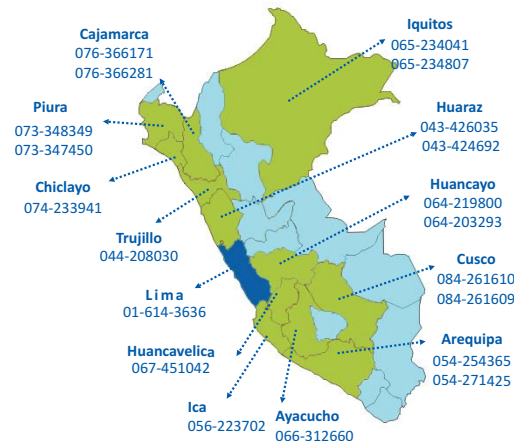 Cajamarca
076-366171
076-366281
Iquitos
065-234041
065-234807
Piura
073-348349
073-347450
Huaraz
043-426035
043-424692
Chiclayo
074-233941
Huancayo
064-219800
064-203293
Trujillo
044-208030
Cusco
084-261610
084-261609
Lima
01-614-3636
Huancavelica
067-451042
Arequipa
054-254365
054-271425
Ica
056-223702
Ayacucho
066-312660